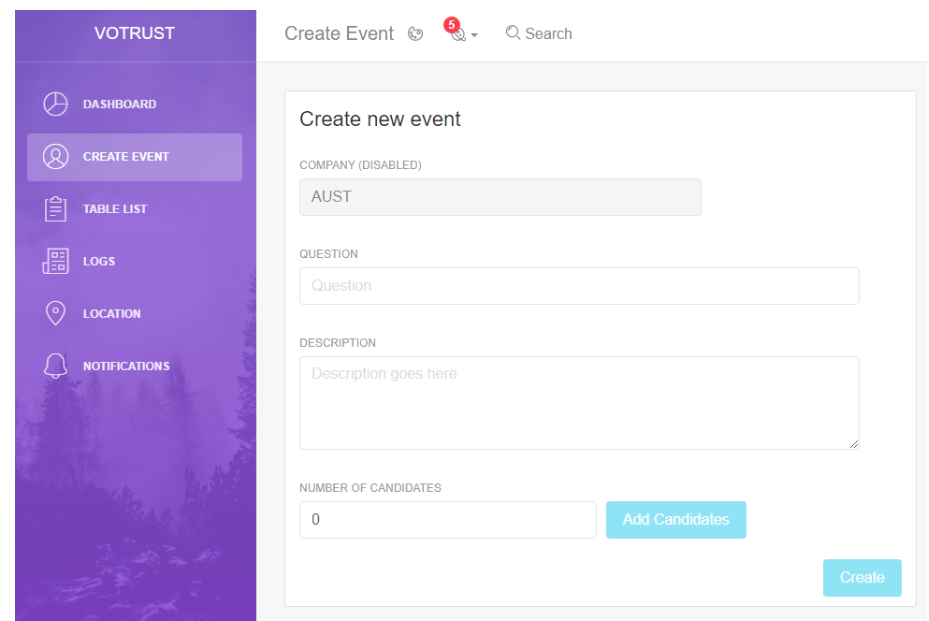 VOTRUST
DASHBOARD
CREATE EVENT
TABLE LIST
LOGS
LOCATION
NOTIFICATIONS
Create Event 5 Search
Create new event
COMPANY (DISABLED)
AUST
QUESTION
Question
DESCRIPTION
Description goes here
NUMBER OF CANDIDATES
0 Add Candidates
Create